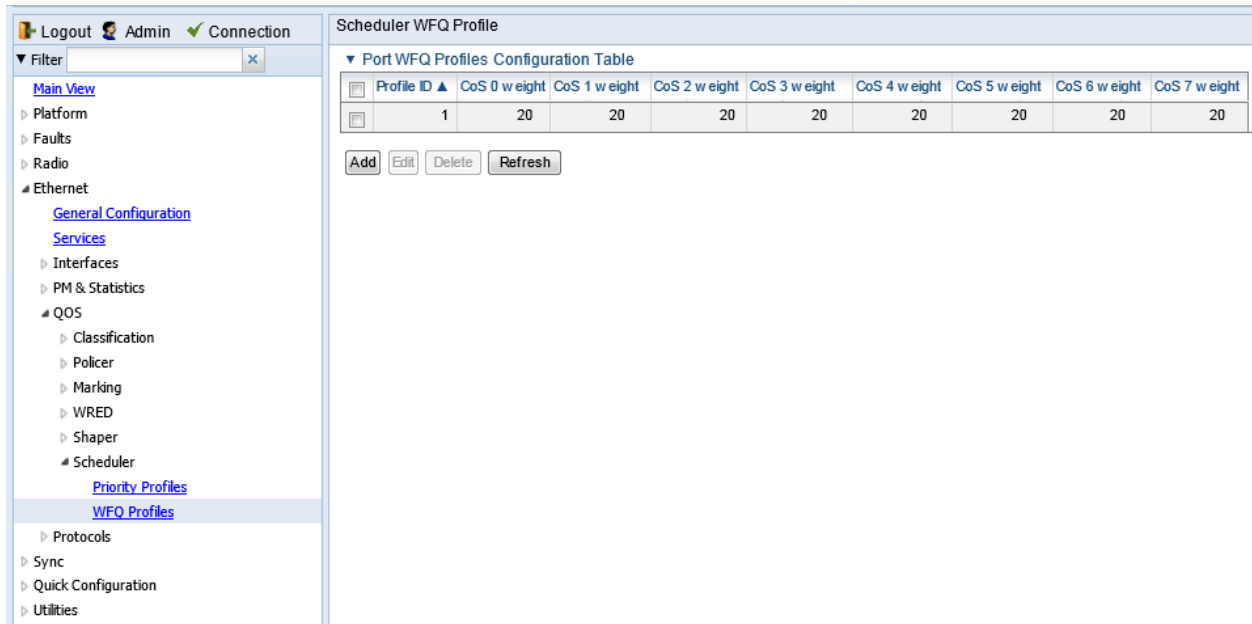 Logout Admin Connection
Filter
Main View
Platform
Faults
Radio
Ethernet
General Configuration
Services
Interfaces
PM & Statistics
QOS
Classification
Policer
Marking
WRED
Shaper
Scheduler
Priority Profiles
WFQ Profiles
Protocols
Sync
Quick Configuration
Utilities
Scheduler WFQ Profile
Port WFQ Profiles Configuration Table
Profile ID ▲ CoS 0 weight CoS 1 weight CoS 2 weight CoS 3 weight CoS 4 weight CoS 5 weight CoS 6 weight CoS 7 weight
1 20 20 20 20 20 20 20 20
Add Edit Delete Refresh